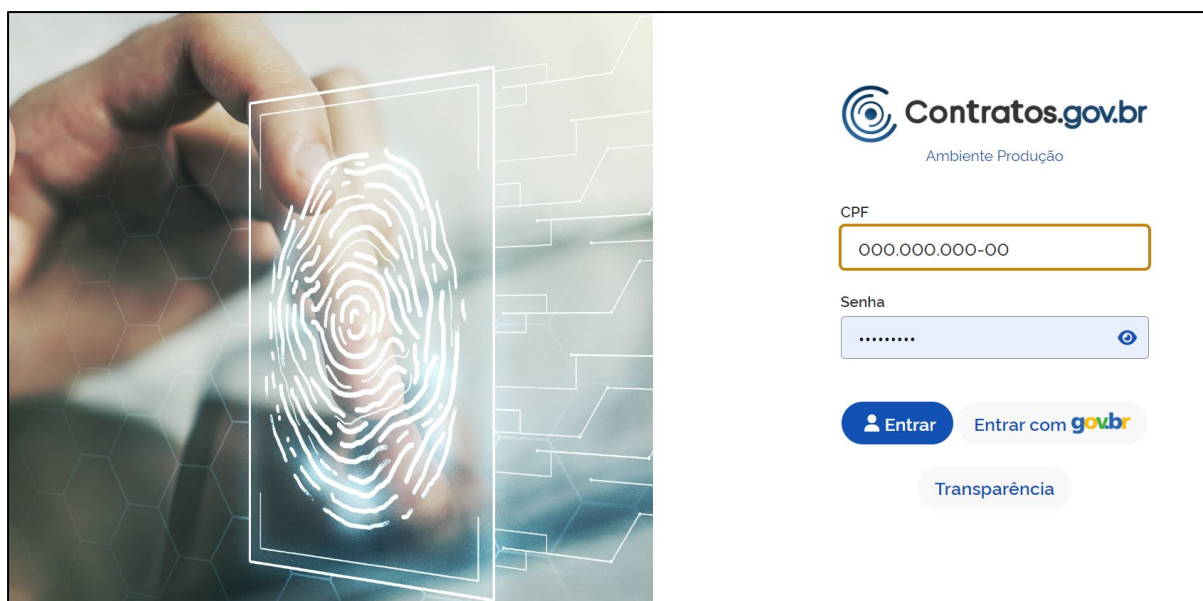 Contratos.gov.br
Ambiente Produção
CPF
000.000.000-00
Senha
•••••••••
Entrar
Entrar com gov.br
Transparência